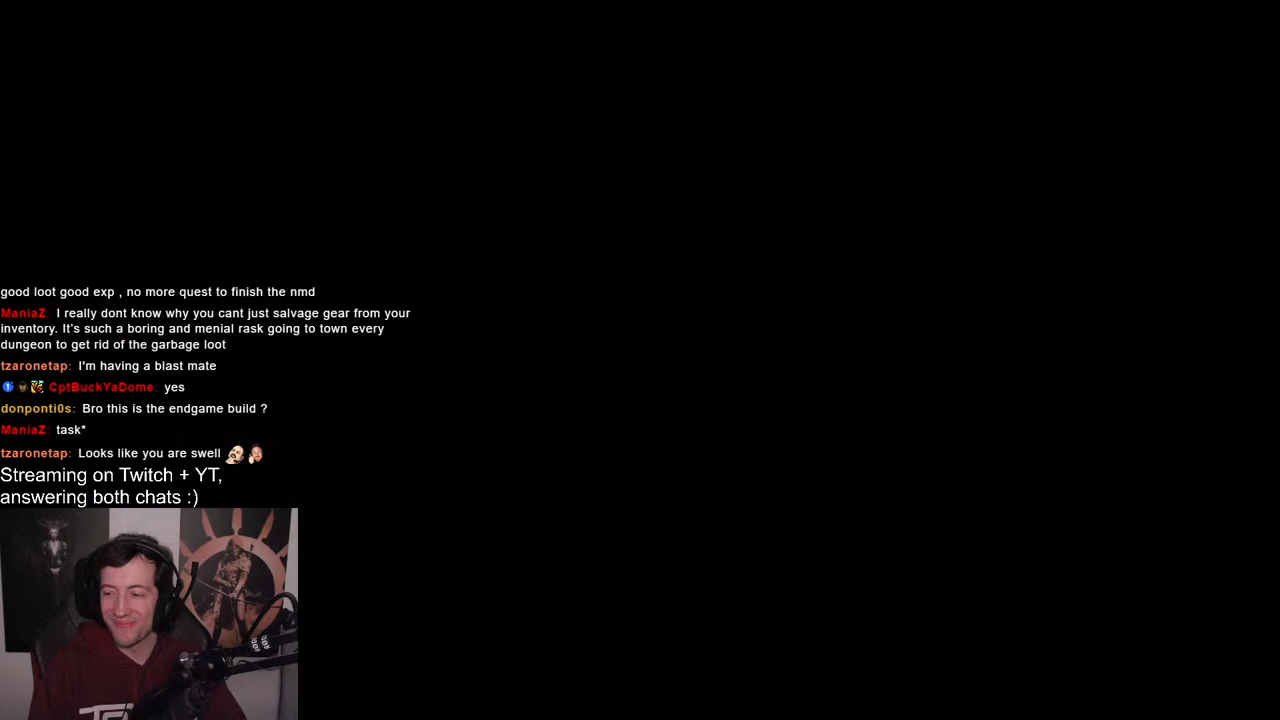 good loot good exp , no more quest to finish the nmd
ManiaZ: I really dont know why you cant just salvage gear from your
inventory. It's such a boring and menial rask going to town every
dungeon to get rid of the garbage loot
tzaronetap: I'm having a blast mate
1 CptBuckYaDome: yes
donponti0s: Bro this is the endgame build ?
ManiaZ: task*
tzaronetap: Looks like you are swell
Streaming on Twitch + YT,
answering both chats :)